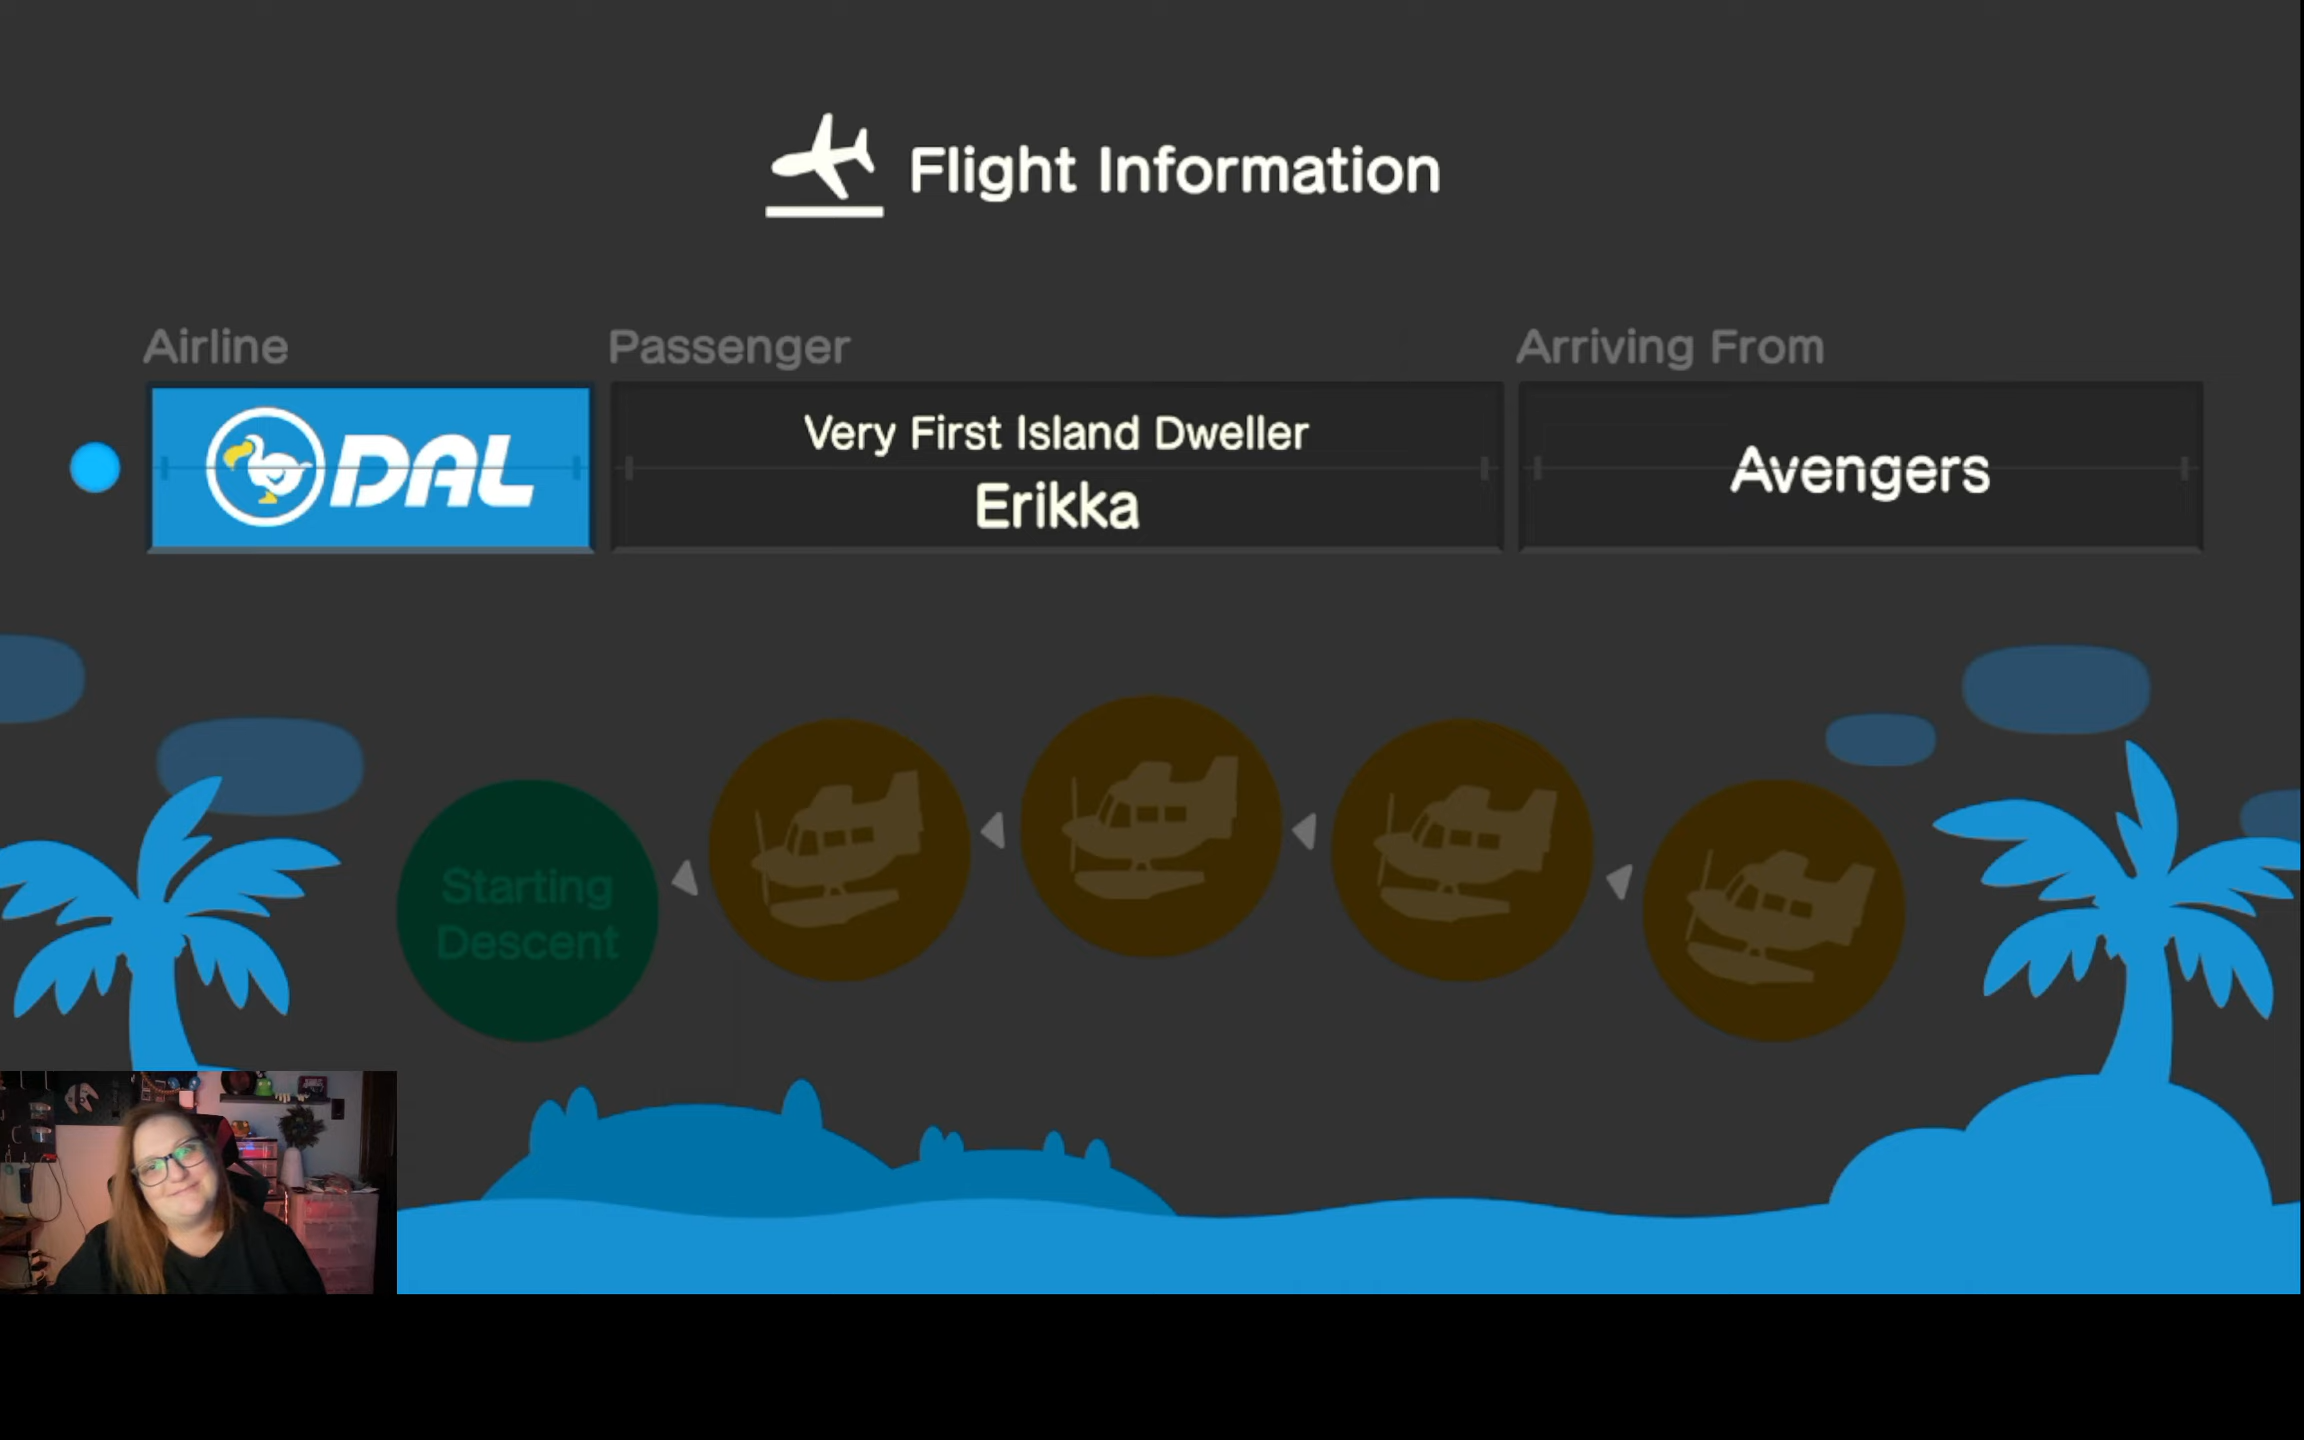 Flight Information
Airline
Passenger
Arriving From
DAL
Very First Island Dweller
Erikka
Avengers
Starting
Descent